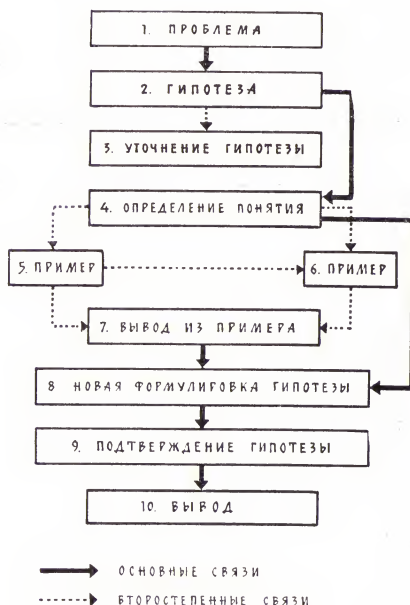 1. ПРОБЛЕМА
2. ГИПОТЕЗА
3. УТОЧНЕНИЕ ГИПОТЕЗЫ
4. ОПРЕДЕЛЕНИЕ ПОНЯТИЯ
5. ПРИМЕР
6. ПРИМЕР
7. ВЫВОД ИЗ ПРИМЕРА
8 НОВАЯ ФОРМУЛИРОВКА ГИПОТЕЗЫ
9. ПОДТВЕРЖДЕНИЕ ГИПОТЕЗЫ
10. ВЫВОД
ОСНОВНЫЕ СВЯЗИ
ВТОРОСТЕПЕННЫЕ СВЯЗИ